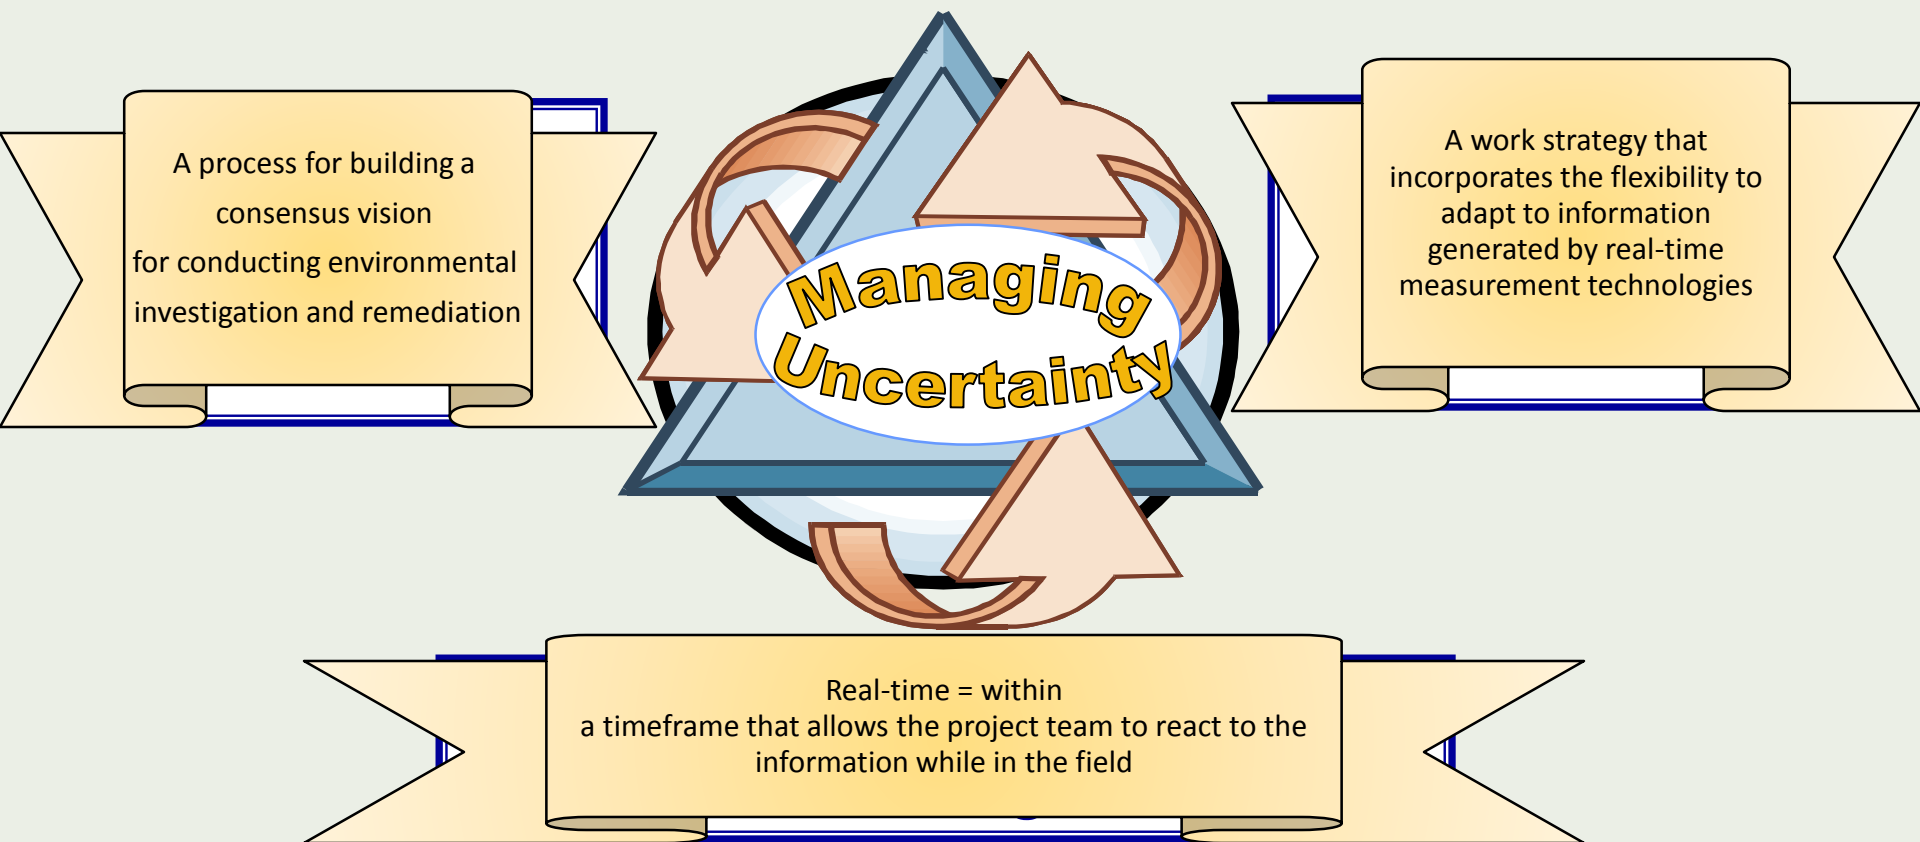 A process for building a
consensus vision
for conducting environmental
investigation and remediation
Managing
Uncertainty
A work strategy that
incorporates the flexibility to
adapt to information
generated by real-time
measurement technologies
Real-time = within
a timeframe that allows the project team to react to the
information while in the field